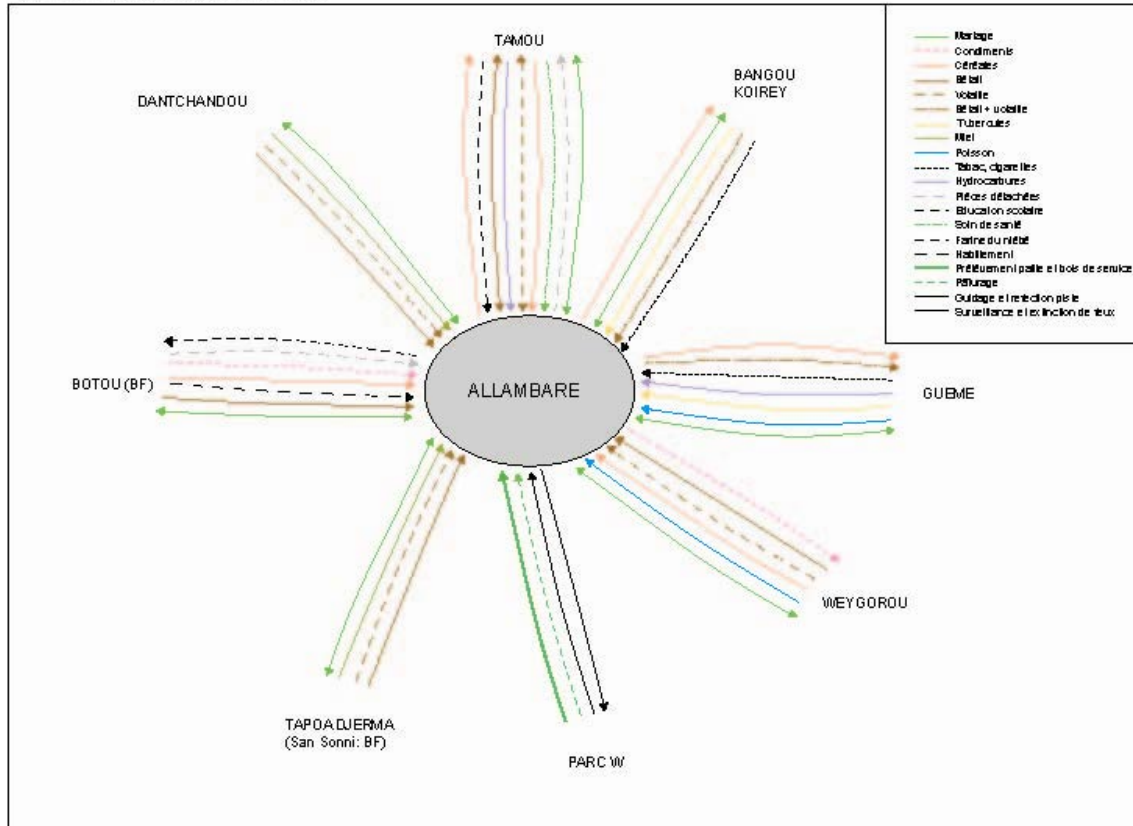 TAMOU
BANGOU
KOIREY
DANTCHANDOU
BOTOU (BF)
ALLAMBARE
GUEME
WEYGOROU
TAPOA DJERMA
(San Sonni: BF)
PARC W
Mariage
Condiments
Céréales
Bétail
Volaille
Bétail + volaille
Tubercules
Miel
Poisson
Tabac, cigarettes
Hydrocarbures
Pièces détachées
Education scolaire
Soin de santé
Farine du niébé
Habillement
Prélèvement paille et bois de service
Pâturage
Guidage et refection piste
Surveillance et extinction de feux